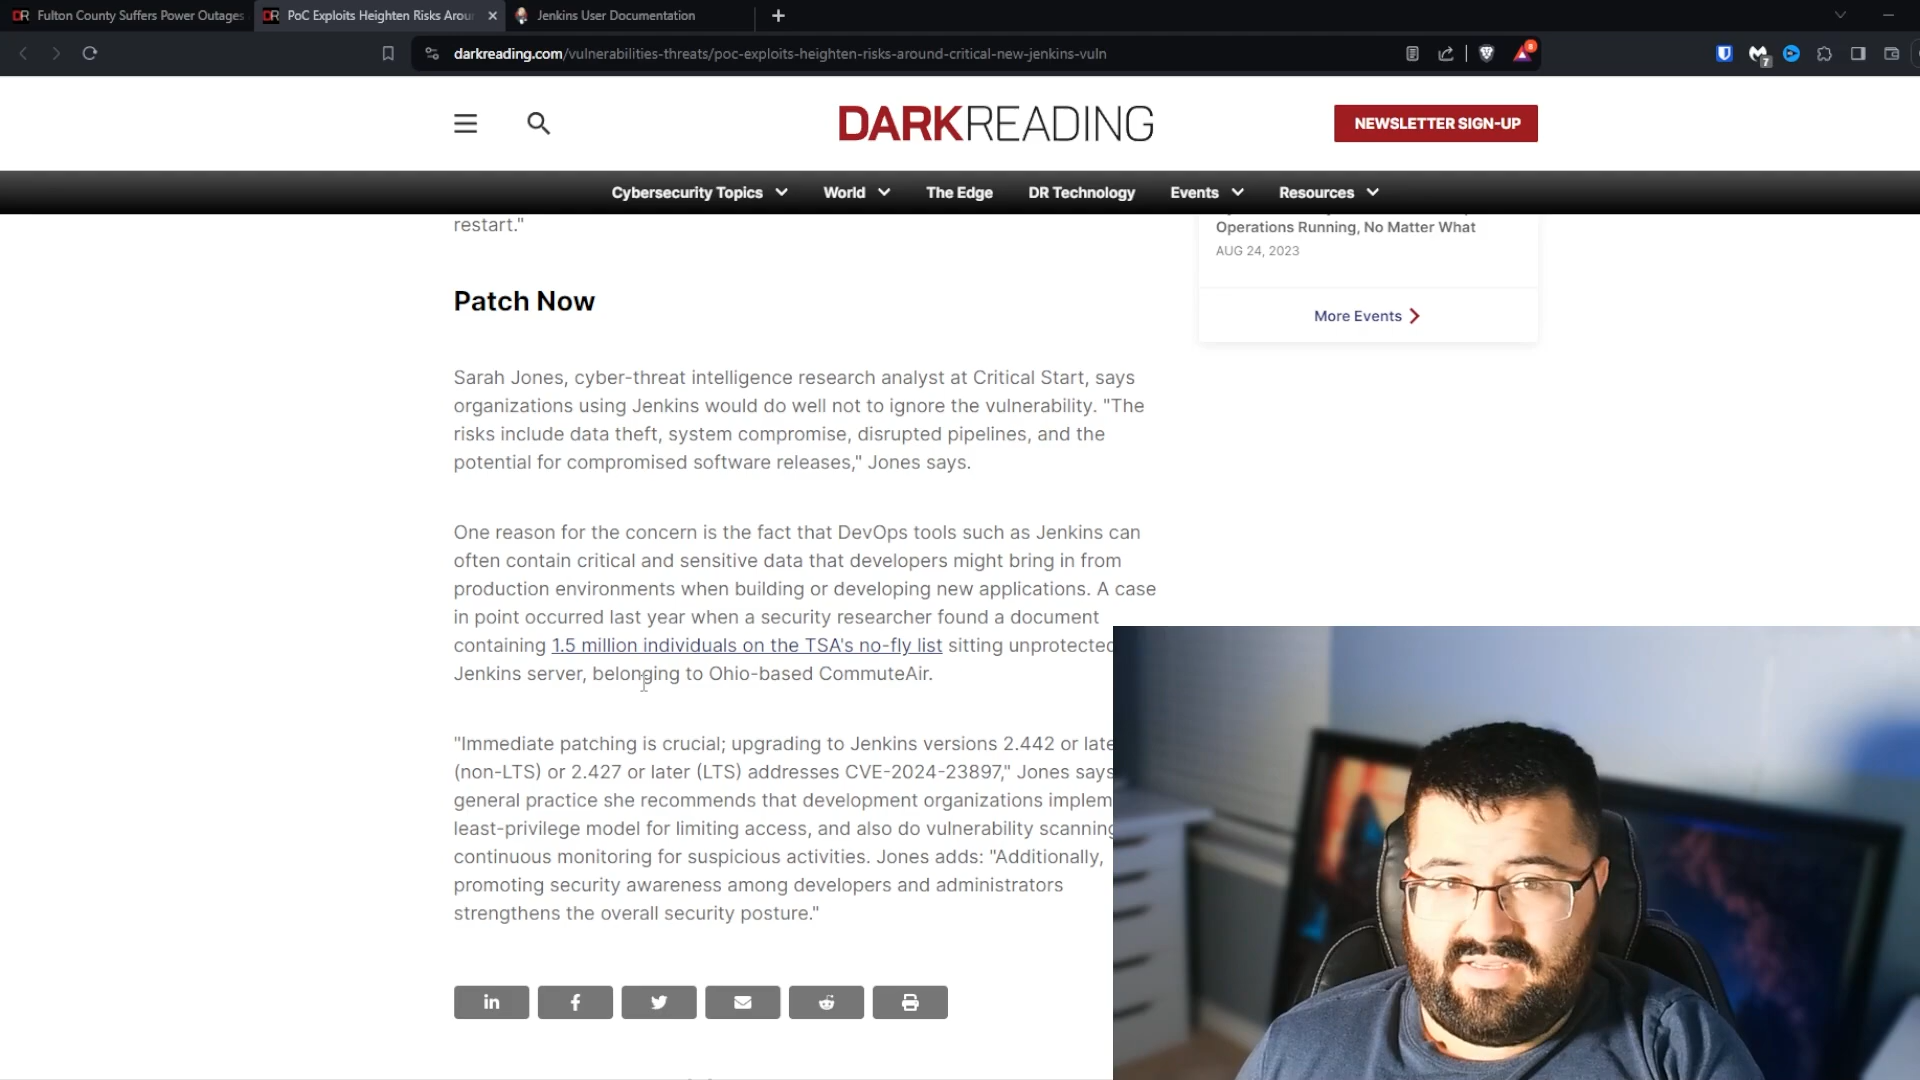 DR Fulton County Suffers Power Outages
DR PoC Exploits Heighten Risks Arou
Jenkins User Documentation
darkreading.com/vulnerabilities-threats/poc-exploits-heighten-risks-around-critical-new-jenkins-vuln
8
7
DARKREADING
NEWSLETTER SIGN-UP
Cybersecurity Topics
World
The Edge
DR Technology
Events
Resources
restart."
Operations Running, No Matter What
AUG 24, 2023
More Events
Patch Now
Sarah Jones, cyber-threat intelligence research analyst at Critical Start, says
organizations using Jenkins would do well not to ignore the vulnerability. "The
risks include data theft, system compromise, disrupted pipelines, and the
potential for compromised software releases," Jones says.
One reason for the concern is the fact that DevOps tools such as Jenkins can
often contain critical and sensitive data that developers might bring in from
production environments when building or developing new applications. A case
in point occurred last year when a security researcher found a document
containing 1.5 million individuals on the TSA's no-fly list sitting unprotected
Jenkins server, belonging to Ohio-based CommuteAir.
"Immediate patching is crucial; upgrading to Jenkins versions 2.442 or late
(non-LTS) or 2.427 or later (LTS) addresses CVE-2024-23897," Jones says
general practice she recommends that development organizations implem
least-privilege model for limiting access, and also do vulnerability scanning
continuous monitoring for suspicious activities. Jones adds: "Additionally,
promoting security awareness among developers and administrators
strengthens the overall security posture."